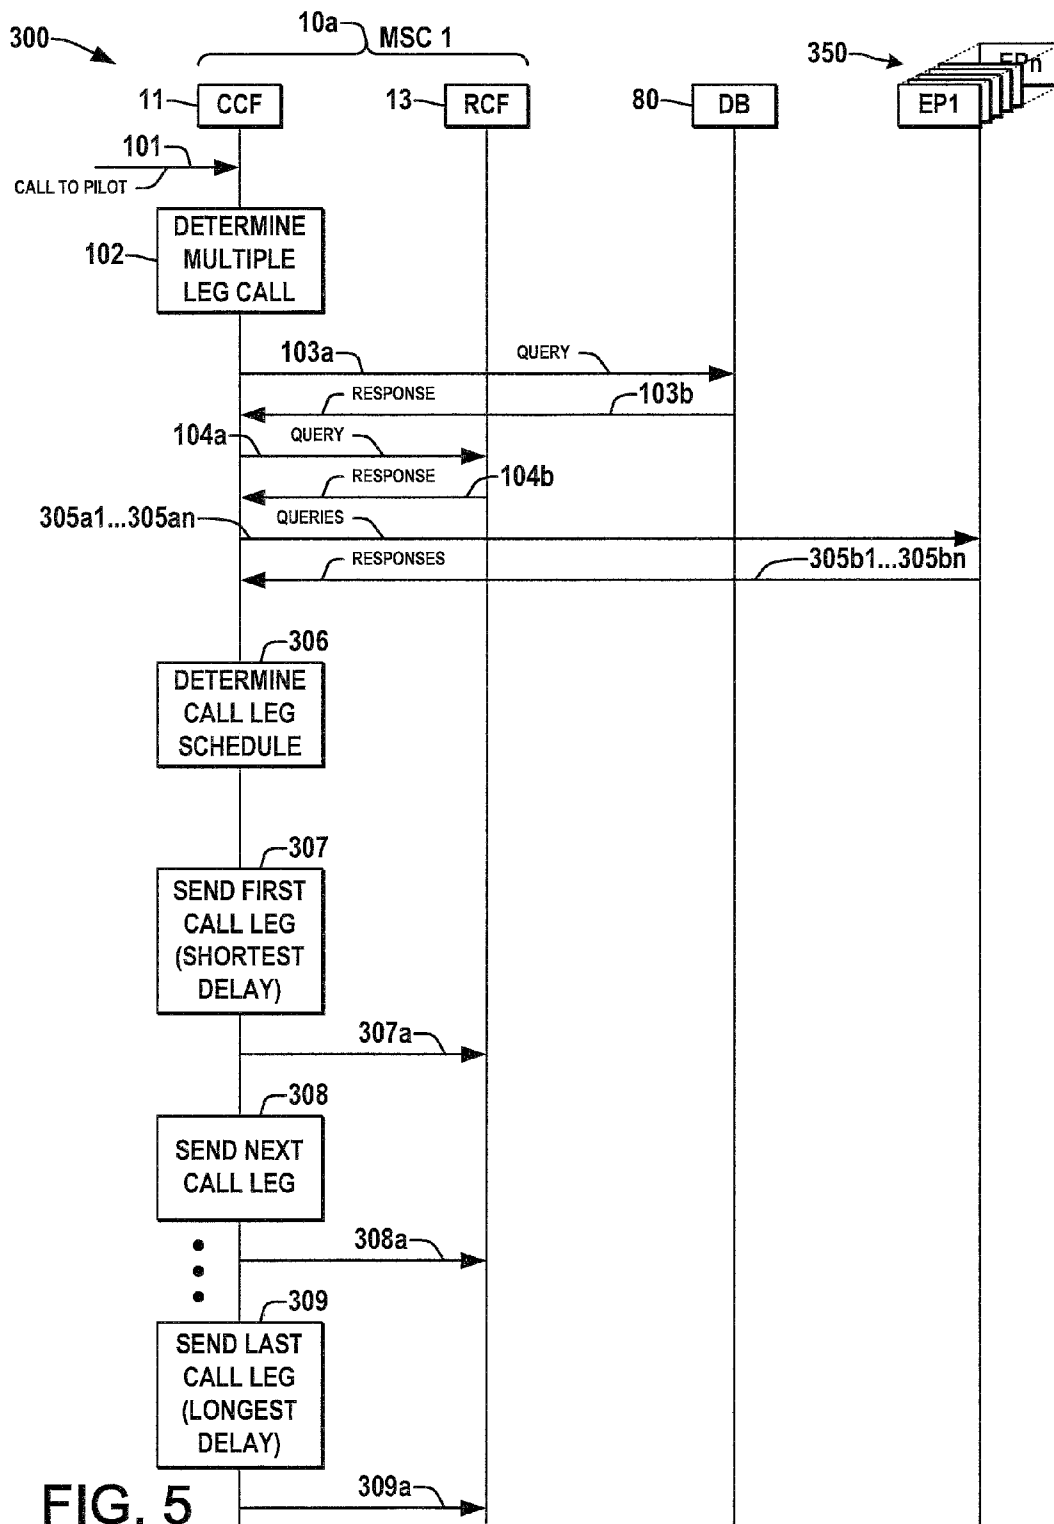 10a
MSC 1
300
350
EPn
11
CCF
13
RCF
80
DB
EP1
101
CALL TO PILOT
102
DETERMINE
MULTIPLE
LEG CALL
103a
QUERY
RESPONSE
103b
104a
QUERY
RESPONSE
104b
305a1...305an
QUERIES
RESPONSES
305b1...305bn
306
DETERMINE
CALL LEG
SCHEDULE
307
SEND FIRST
CALL LEG
(SHORTEST
DELAY)
307a
308
SEND NEXT
CALL LEG
308a
309
SEND LAST
CALL LEG
(LONGEST
DELAY)
309a
FIG. 5